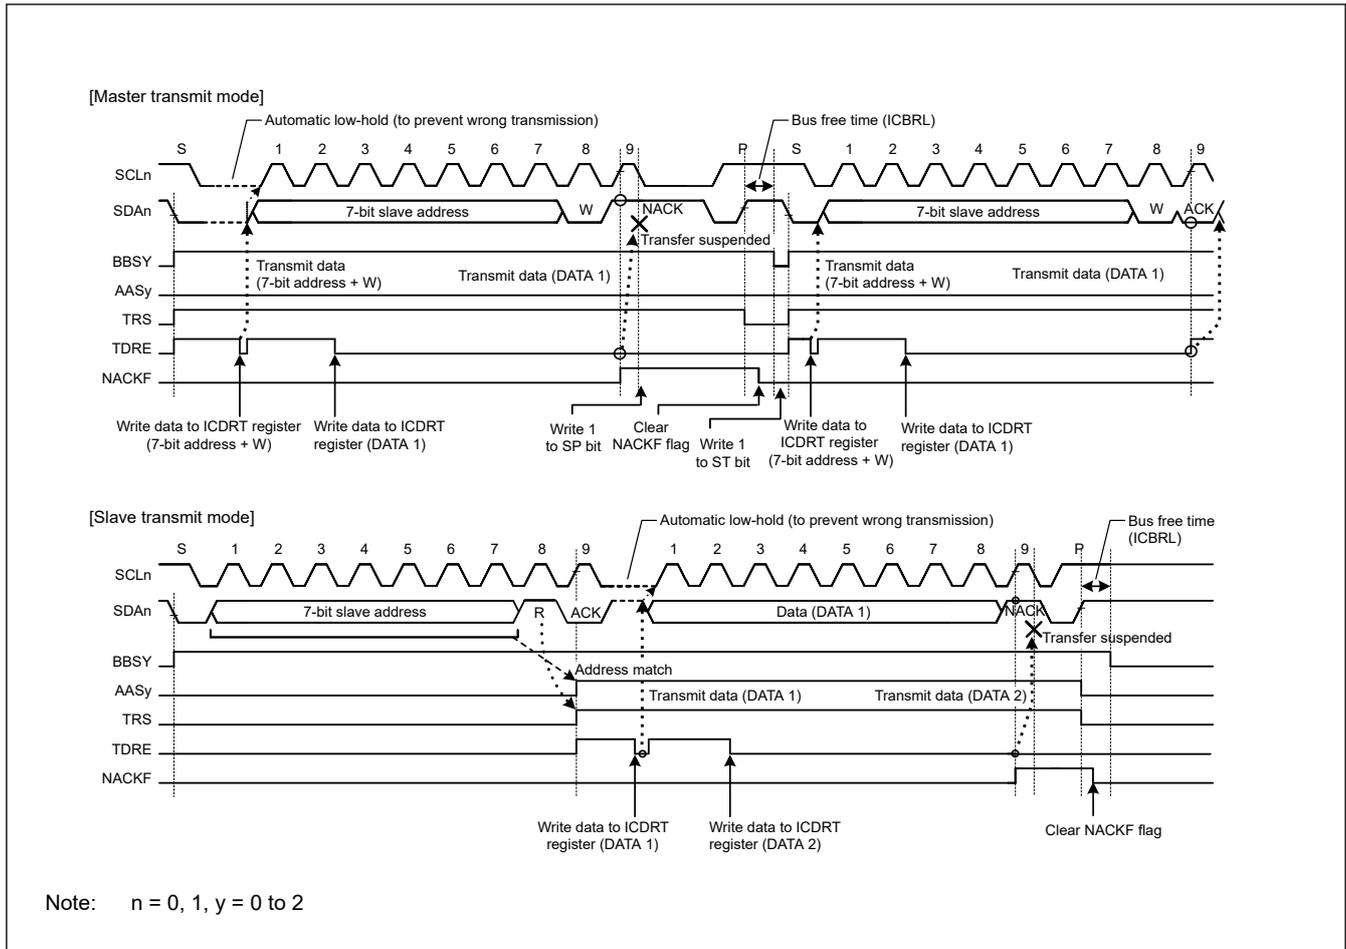 [Master transmit mode]
Automatic low-hold (to prevent wrong transmission)
Bus free time (ICBRL)
S 1 2 3 4 5 6 7 8 9 P S 1 2 3 4 5 6 7 8 9
SCLn
SDAn 7-bit slave address W NACK 7-bit slave address W ACK
Transfer suspended
BBSY
Transmit data
(7-bit address + W)
Transmit data (DATA 1)
Transmit data
(7-bit address + W)
Transmit data (DATA 1)
AASy
TRS
TDRE
NACKF
Write data to ICDRT register
(7-bit address + W)
Write data to ICDRT
register (DATA 1)
Write 1
to SP bit
Clear
NACKF flag
Write 1
to ST bit
Write data to
ICDRT register
(7-bit address + W)
Write data to ICDRT
register (DATA 1)
[Slave transmit mode]
Automatic low-hold (to prevent wrong transmission)
Bus free time
(ICBRL)
S 1 2 3 4 5 6 7 8 9 1 2 3 4 5 6 7 8 9 P
SCLn
SDAn 7-bit slave address R ACK Data (DATA 1) NACK
Transfer suspended
BBSY
Address match
AASy
Transmit data (DATA 1)
Transmit data (DATA 2)
TRS
TDRE
NACKF
Write data to ICDRT
register (DATA 1)
Write data to ICDRT
register (DATA 2)
Clear NACKF flag
Note: n = 0, 1, y = 0 to 2